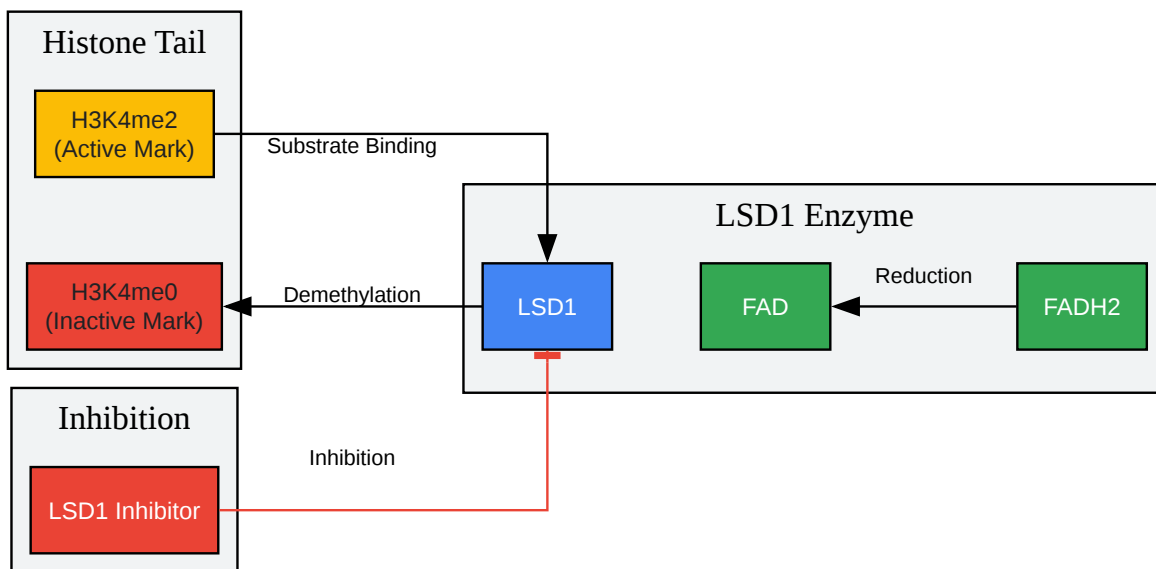 Histone Tail
H3K4me2
(Active Mark)
Substrate Binding
LSD1 Enzyme
H3K4me0
(Inactive Mark)
Demethylation
LSD1
FAD
Reduction
FADH2
Inhibition
LSD1 Inhibitor
Inhibition